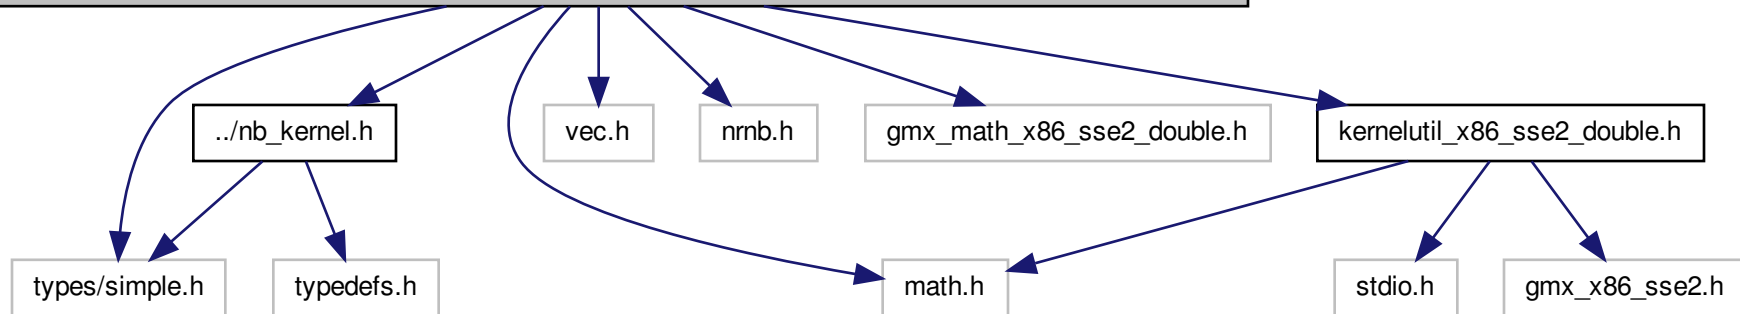 ../nb_kernel.h
vec.h
nrnb.h
gmx_math_x86_sse2_double.h
kernelutil_x86_sse2_double.h
types/simple.h
typedefs.h
math.h
stdio.h
gmx_x86_sse2.h